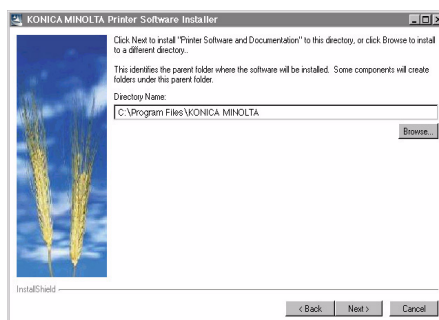 KONICA MINOLTA Printer Software Installer
Click Next to install "Printer Software and Documentation" to this directory, or click Browse to install
to a different directory..
This identifies the parent folder where the software will be installed.  Some components will create
folders under this parent folder.
Directory Name:
C:\Program Files\KONICA MINOLTA
Browse...
InstallShield
< Back
Next >
Cancel